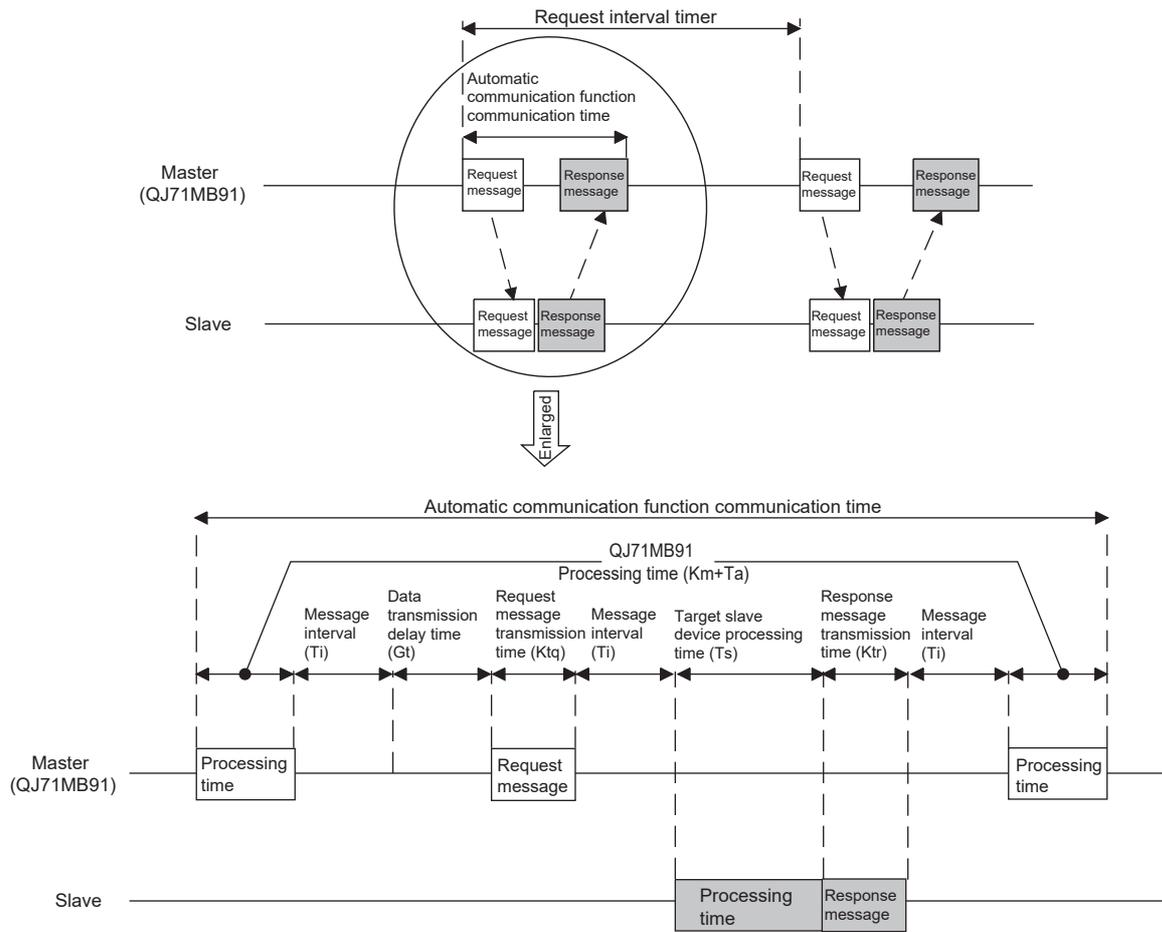 Request interval timer
Automatic
communication function
communication time
Master
(QJ71MB91)
Request
message
Response
message
Request
message
Response
message
Slave
Request
message
Response
message
Request
message
Response
message
Enlarged
Automatic communication function communication time
QJ71MB91
Processing time (Km+Ta)
Message
interval
(Ti)
Data
transmission
delay time
(Gt)
Request
message
transmission
time (Ktq)
Message
interval
(Ti)
Target slave
device processing
time (Ts)
Response
message
transmission
time (Ktr)
Message
interval
(Ti)
Master
(QJ71MB91)
Processing
time
Request
message
Processing
time
Slave
Processing
time
Response
message